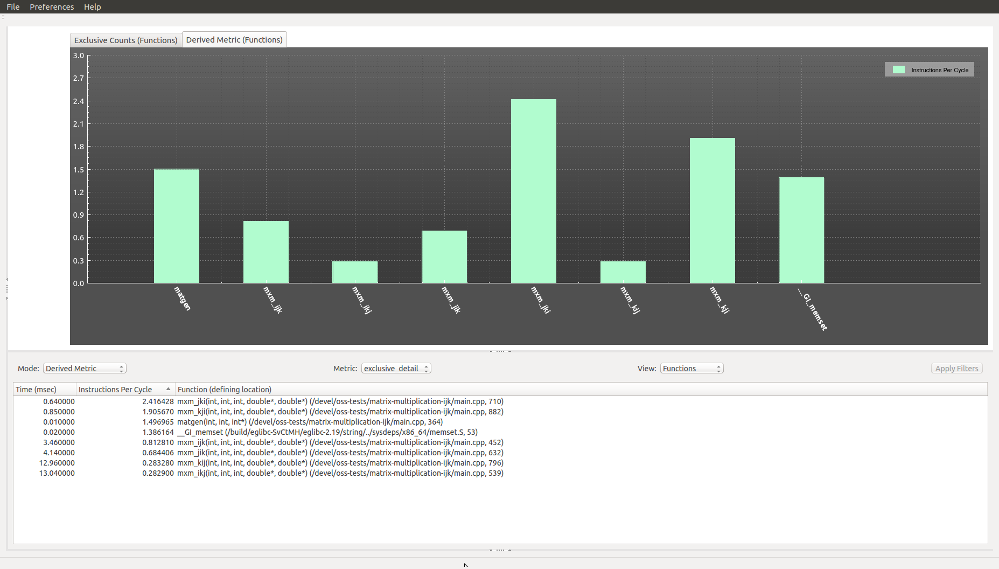 File Preferences Help
Exclusive Counts (Functions) Derived Metric (Functions)
3.0
2.7
2.4
2.1
1.8
1.5
1.2
0.9
0.6
0.3
0.0
Instructions Per Cycle
matgen mxm_ijk mxm_ikj mxm_jik mxm_jki mxm_kij mxm_kji __GI_memset
Mode: Derived Metric Metric: exclusive_detail View: Functions Apply Filters
Time (msec) Instructions Per Cycle Function (defining location)
0.640000 2.416428 mxm_jki(int, int, int, double*, double*) (/devel/oss-tests/matrix-multiplication-ijk/main.cpp, 710)
0.850000 1.905670 mxm_kji(int, int, int, double*, double*) (/devel/oss-tests/matrix-multiplication-ijk/main.cpp, 882)
0.010000 1.496965 matgen(int, int, int*) (/devel/oss-tests/matrix-multiplication-ijk/main.cpp, 364)
0.020000 1.386164 __GI_memset (/build/eglibc-SvCtMH/eglibc-2.19/string/../sysdeps/x86_64/memset.S, 53)
3.460000 0.812810 mxm_ijk(int, int, int, double*, double*) (/devel/oss-tests/matrix-multiplication-ijk/main.cpp, 452)
4.140000 0.684406 mxm_jik(int, int, int, double*, double*) (/devel/oss-tests/matrix-multiplication-ijk/main.cpp, 632)
12.960000 0.283280 mxm_kij(int, int, int, double*, double*) (/devel/oss-tests/matrix-multiplication-ijk/main.cpp, 796)
13.040000 0.282900 mxm_ikj(int, int, int, double*, double*) (/devel/oss-tests/matrix-multiplication-ijk/main.cpp, 539)